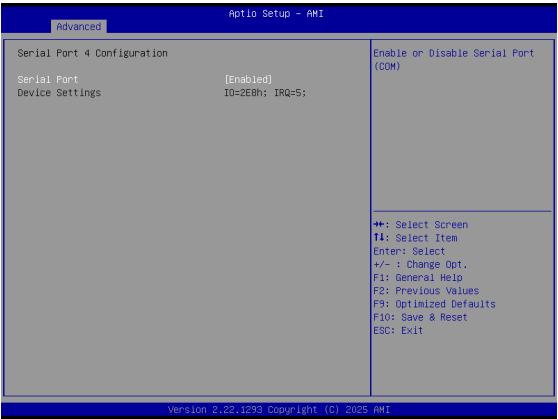 Aptio Setup - AMI
Advanced
Serial Port 4 Configuration
Serial Port [Enabled]
Device Settings IO=2E8h; IRQ=5;
Enable or Disable Serial Port
(COM)
→←: Select Screen
↑↓: Select Item
Enter: Select
+/- : Change Opt.
F1: General Help
F2: Previous Values
F9: Optimized Defaults
F10: Save & Reset
ESC: Exit
Version 2.22.1293 Copyright (C) 2025 AMI